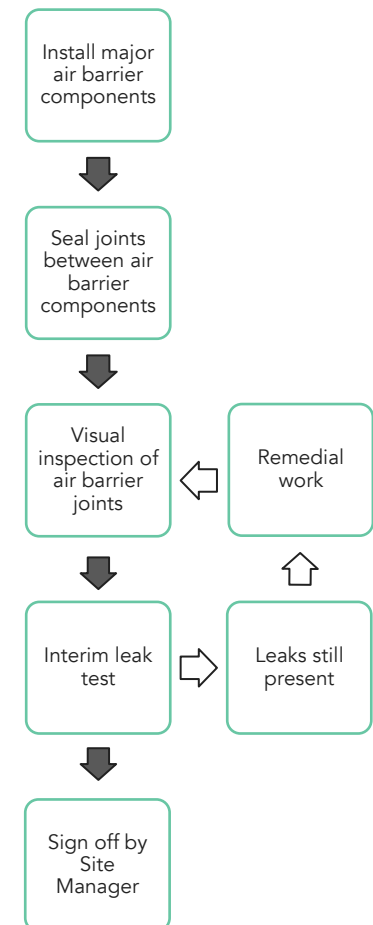 Install major
air barrier
components
Seal joints
between air
barrier
components
Visual
inspection of
air barrier
joints
Remedial
work
Interim leak
test
Leaks still
present
Sign off by
Site
Manager